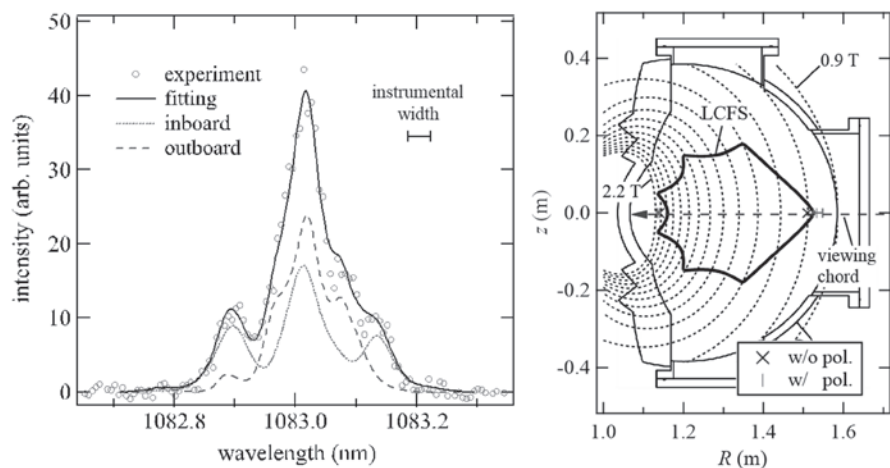 50
40
30
20
10
0
intensity (arb. units)
experiment
fitting
inboard
outboard
instrumental
width
1082.8
1083.0
1083.2
wavelength (nm)
0.4
0.2
0.0
-0.2
-0.4
z (m)
0.9 T
LCFS
2.2 T
viewing
chord
w/o pol.
w/ pol.
1.0
1.2
1.4
1.6
R (m)